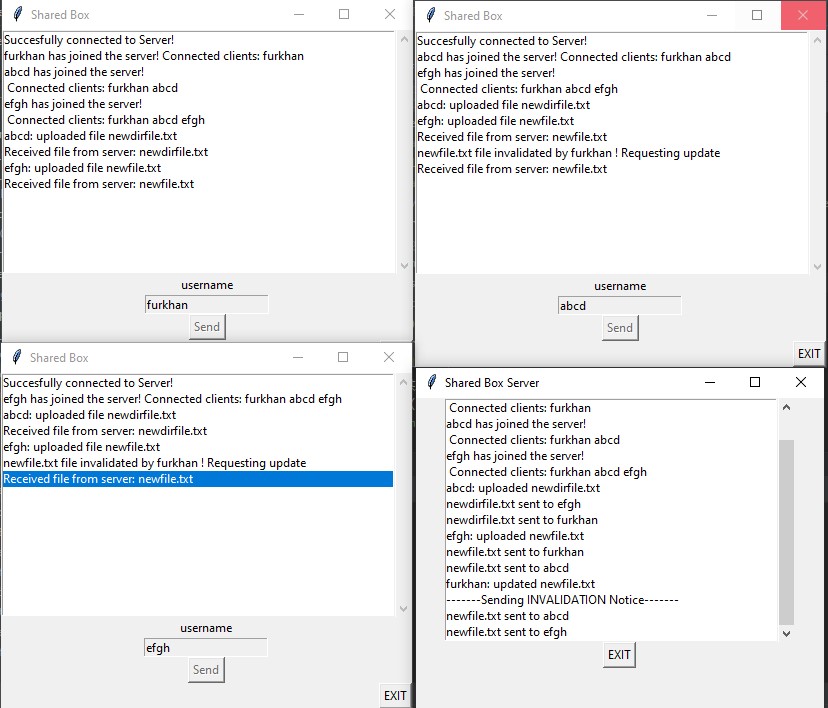 Shared Box
Succesfully connected to Server!
furkhan has joined the server! Connected clients: furkhan
abcd has joined the server!
Connected clients: furkhan abcd
efgh has joined the server!
Connected clients: furkhan abcd efgh
abcd: uploaded file newdirfile.txt
Received file from server: newdirfile.txt
efgh: uploaded file newfile.txt
Received file from server: newfile.txt
username
furkhan
Send
Shared Box
Succesfully connected to Server!
abcd has joined the server! Connected clients: furkhan abcd
efgh has joined the server!
Connected clients: furkhan abcd efgh
abcd: uploaded file newdirfile.txt
efgh: uploaded file newfile.txt
Received file from server: newfile.txt
newfile.txt file invalidated by furkhan ! Requesting update
Received file from server: newfile.txt
username
abcd
Send
EXIT
Shared Box
Succesfully connected to Server!
efgh has joined the server! Connected clients: furkhan abcd efgh
abcd: uploaded file newdirfile.txt
Received file from server: newdirfile.txt
efgh: uploaded file newfile.txt
newfile.txt file invalidated by furkhan ! Requesting update
Received file from server: newfile.txt
username
efgh
Send
EXIT
Shared Box Server
Connected clients: furkhan
abcd has joined the server!
Connected clients: furkhan abcd
efgh has joined the server!
Connected clients: furkhan abcd efgh
abcd: uploaded newdirfile.txt
newdirfile.txt sent to efgh
newdirfile.txt sent to furkhan
efgh: uploaded newfile.txt
newfile.txt sent to furkhan
newfile.txt sent to abcd
furkhan: updated newfile.txt
-------Sending INVALIDATION Notice-------
newfile.txt sent to abcd
newfile.txt sent to efgh
EXIT